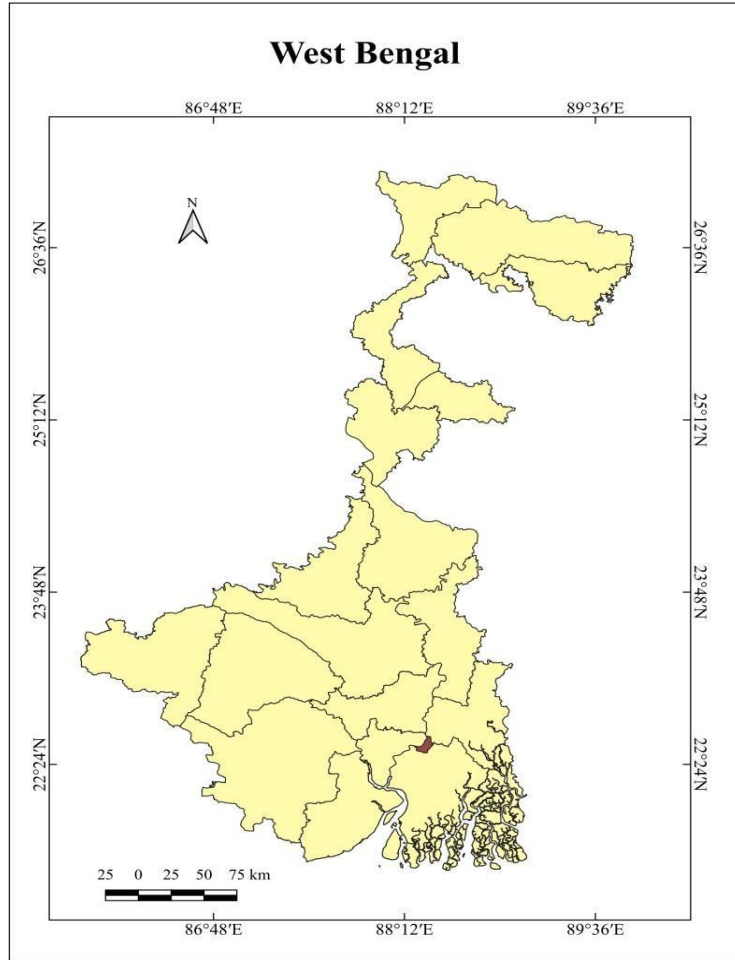 West Bengal
86°48′E 88°12′E 89°36′E
N
26°36′N 26°36′N
25°12′N 25°12′N
23°48′N 23°48′N
22°24′N 22°24′N
25 0 25 50 75 km
86°48′E 88°12′E 89°36′E